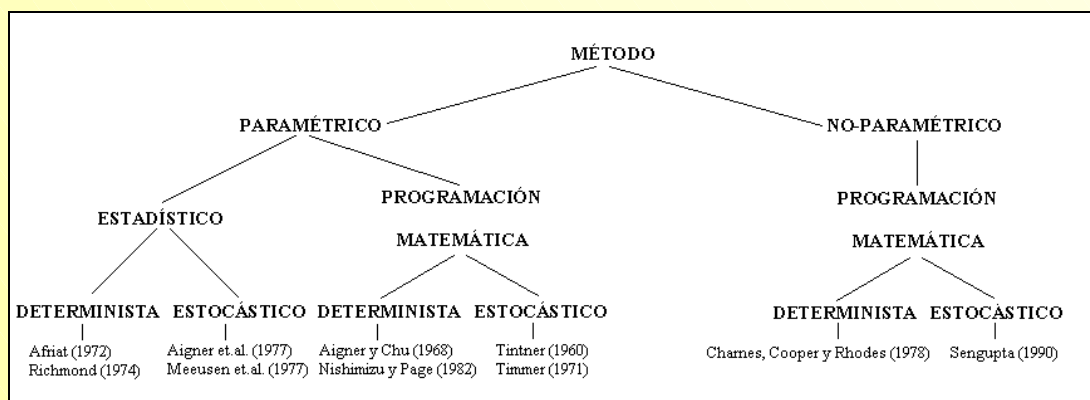 MÉTODO
PARAMÉTRICO NO-PARAMÉTRICO
PROGRAMACIÓN PROGRAMACIÓN
ESTADÍSTICO
MATEMÁTICA MATEMÁTICA
DETERMINISTA ESTOCÁSTICO DETERMINISTA ESTOCÁSTICO DETERMINISTA ESTOCÁSTICO
Afriat (1972) Aigner et.al. (1977) Aigner y Chu (1968) Tintner (1960) Charnes, Cooper y Rhodes (1978) Sengupta (1990)
Richmond (1974) Meeusen et.al. (1977) Nishimizu y Page (1982) Timmer (1971)